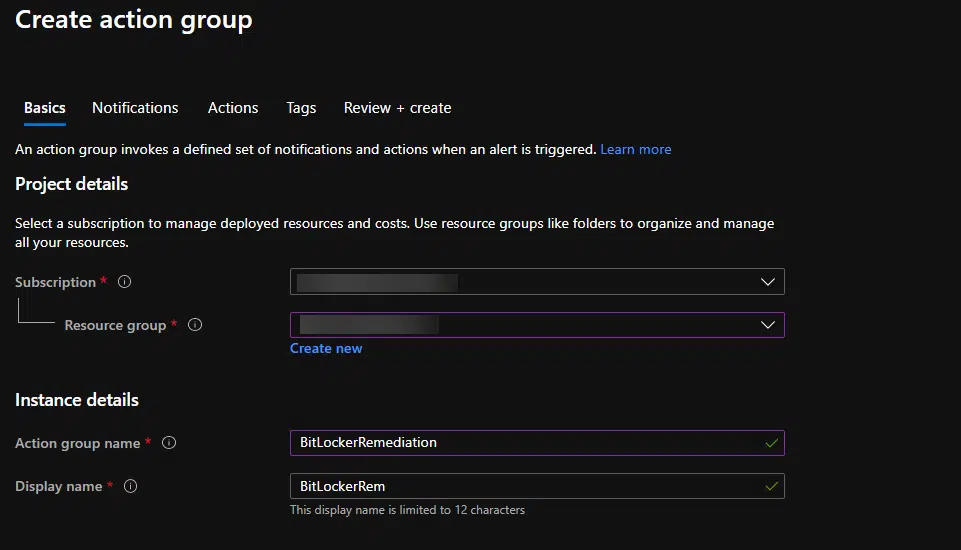 Create action group
Basics Notifications Actions Tags Review + create
An action group invokes a defined set of notifications and actions when an alert is triggered. Learn more
Project details
Select a subscription to manage deployed resources and costs. Use resource groups like folders to organize and manage
all your resources.
Subscription *
Resource group *
Create new
Instance details
Action group name * BitLockerRemediation
Display name * BitLockerRem
This display name is limited to 12 characters